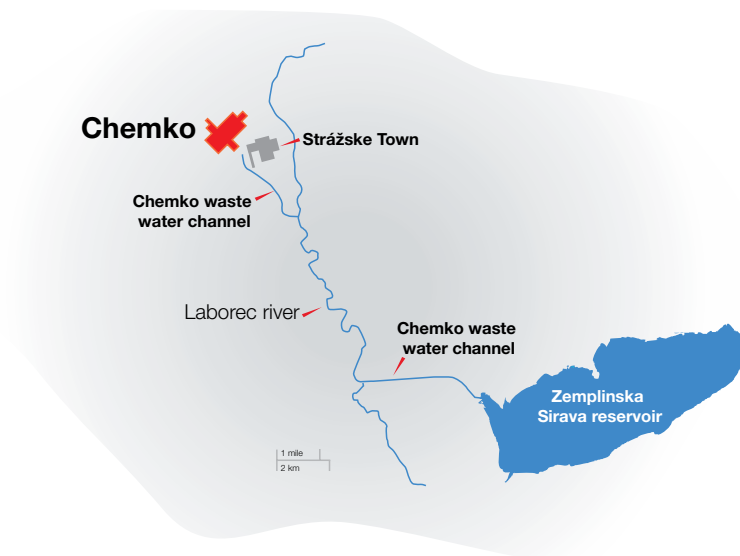 Chemko
Strážske Town
Chemko waste
water channel
Laborec river
Chemko waste
water channel
Zemplinska
Sirava reservoir
1 mile
2 km